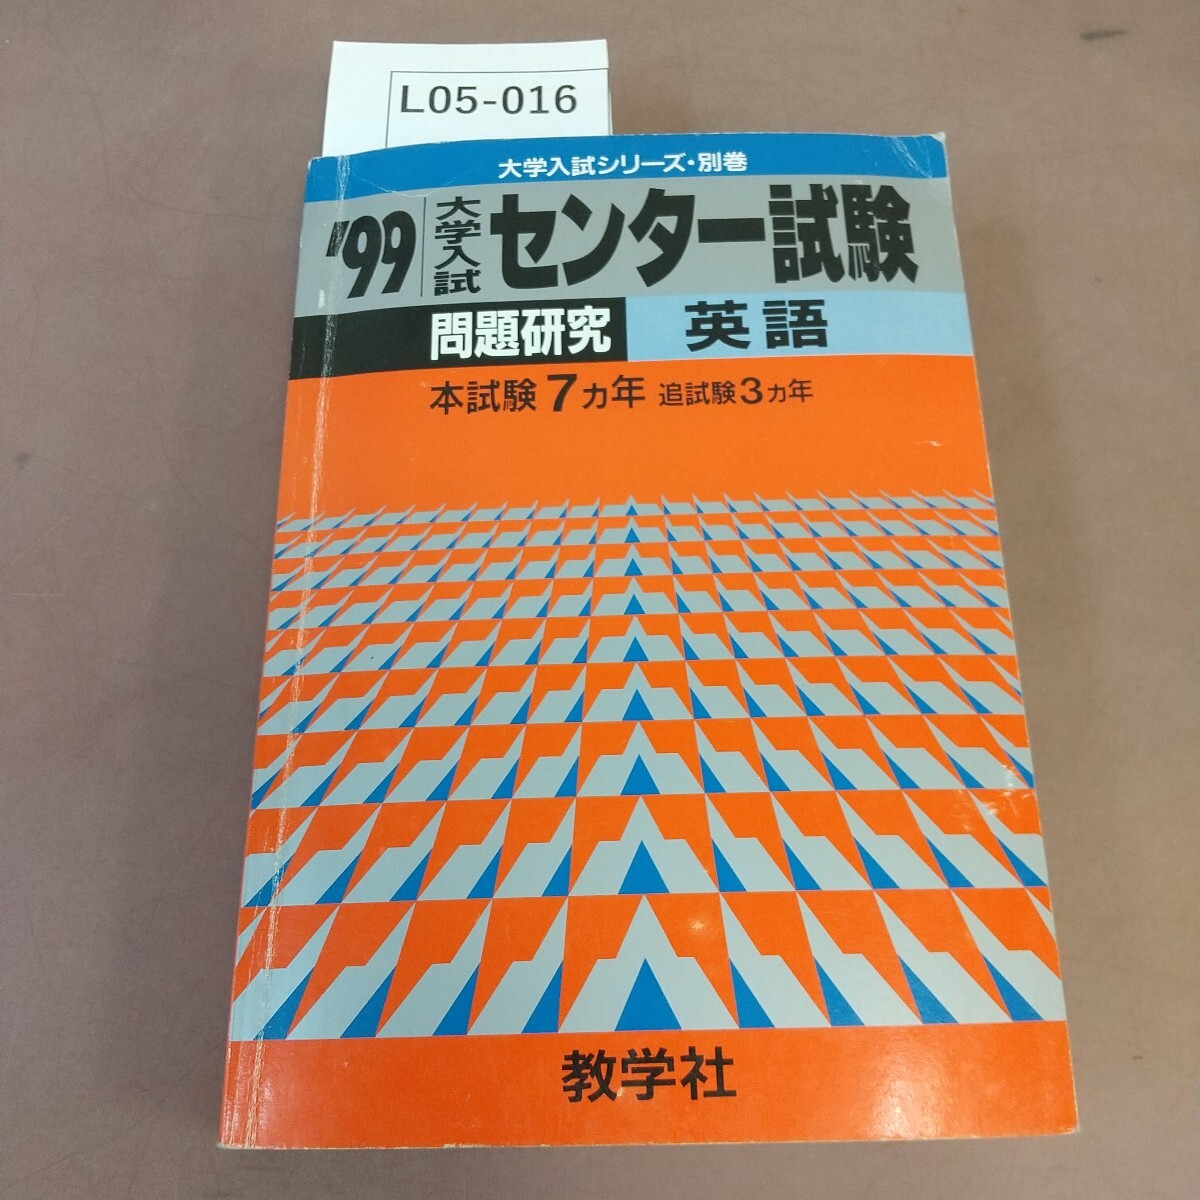 L05-016
大学入試シリーズ・別巻
'99 大学入試 センター試験
問題研究 英語
本試験7カ年 追試験3カ年
教学社